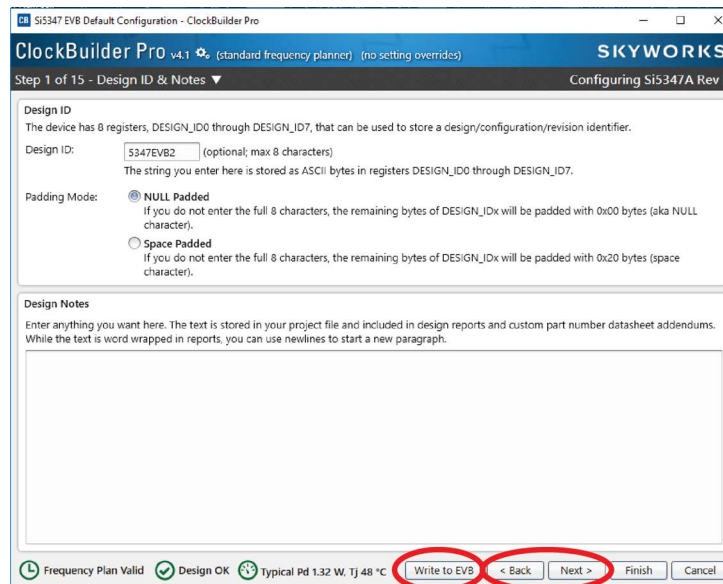 CB Si5347 EVB Default Configuration - ClockBuilder Pro
ClockBuilder Pro v4.1 (standard frequency planner) (no setting overrides) SKYWORKS
Step 1 of 15 - Design ID & Notes ▼ Configuring Si5347A Rev
Design ID
The device has 8 registers, DESIGN_ID0 through DESIGN_ID7, that can be used to store a design/configuration/revision identifier.
Design ID: 5347EVB2 (optional; max 8 characters)
The string you enter here is stored as ASCII bytes in registers DESIGN_ID0 through DESIGN_ID7.
Padding Mode: NULL Padded
If you do not enter the full 8 characters, the remaining bytes of DESIGN_IDx will be padded with 0x00 bytes (aka NULL
character).
Space Padded
If you do not enter the full 8 characters, the remaining bytes of DESIGN_IDx will be padded with 0x20 bytes (space
character).
Design Notes
Enter anything you want here. The text is stored in your project file and included in design reports and custom part number datasheet addendums.
While the text is word wrapped in reports, you can use newlines to start a new paragraph.
Frequency Plan Valid Design OK Typical Pd 1.32 W, Tj 48 °C Write to EVB < Back Next > Finish Cancel